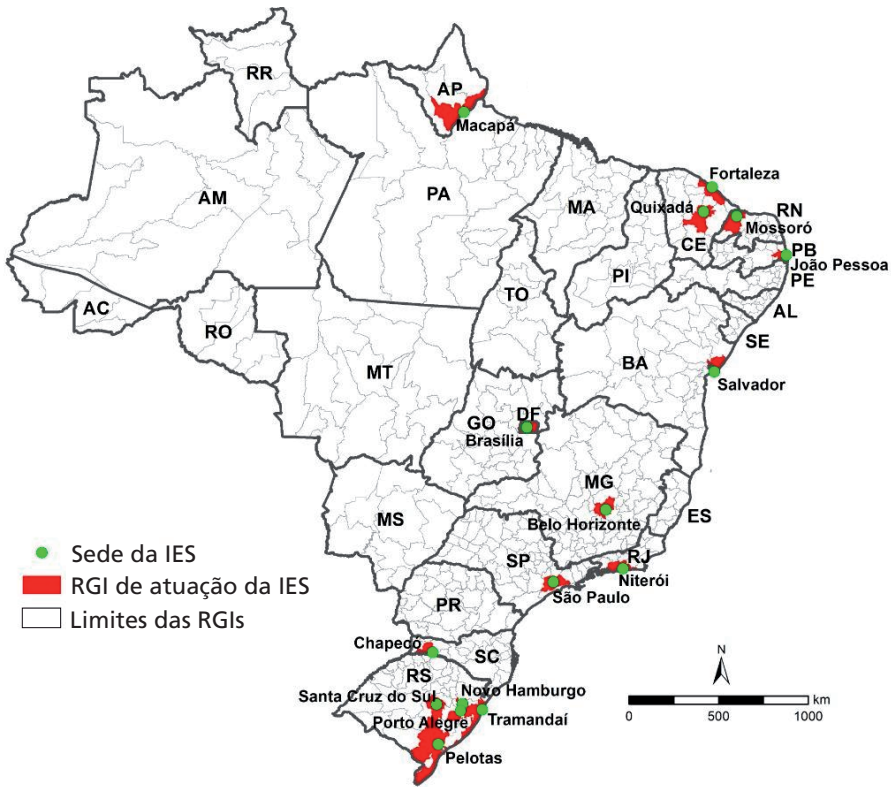 RR
AP
Macapá
AM
PA
MA
Fortaleza
Quixadá
RN
Mossoró
CE
PB
João Pessoa
PE
PI
AL
SE
TO
AC
RO
BA
MT
Salvador
GO
DF
Brasília
MG
Belo Horizonte
ES
MS
SP
RJ
Niterói
São Paulo
PR
Chapecó
SC
RS
Santa Cruz do Sul
Novo Hamburgo
Porto Alegre
Tramandaí
Pelotas
Sede da IES
RGI de atuação da IES
Limites das RGIs
N
km
0 500 1000